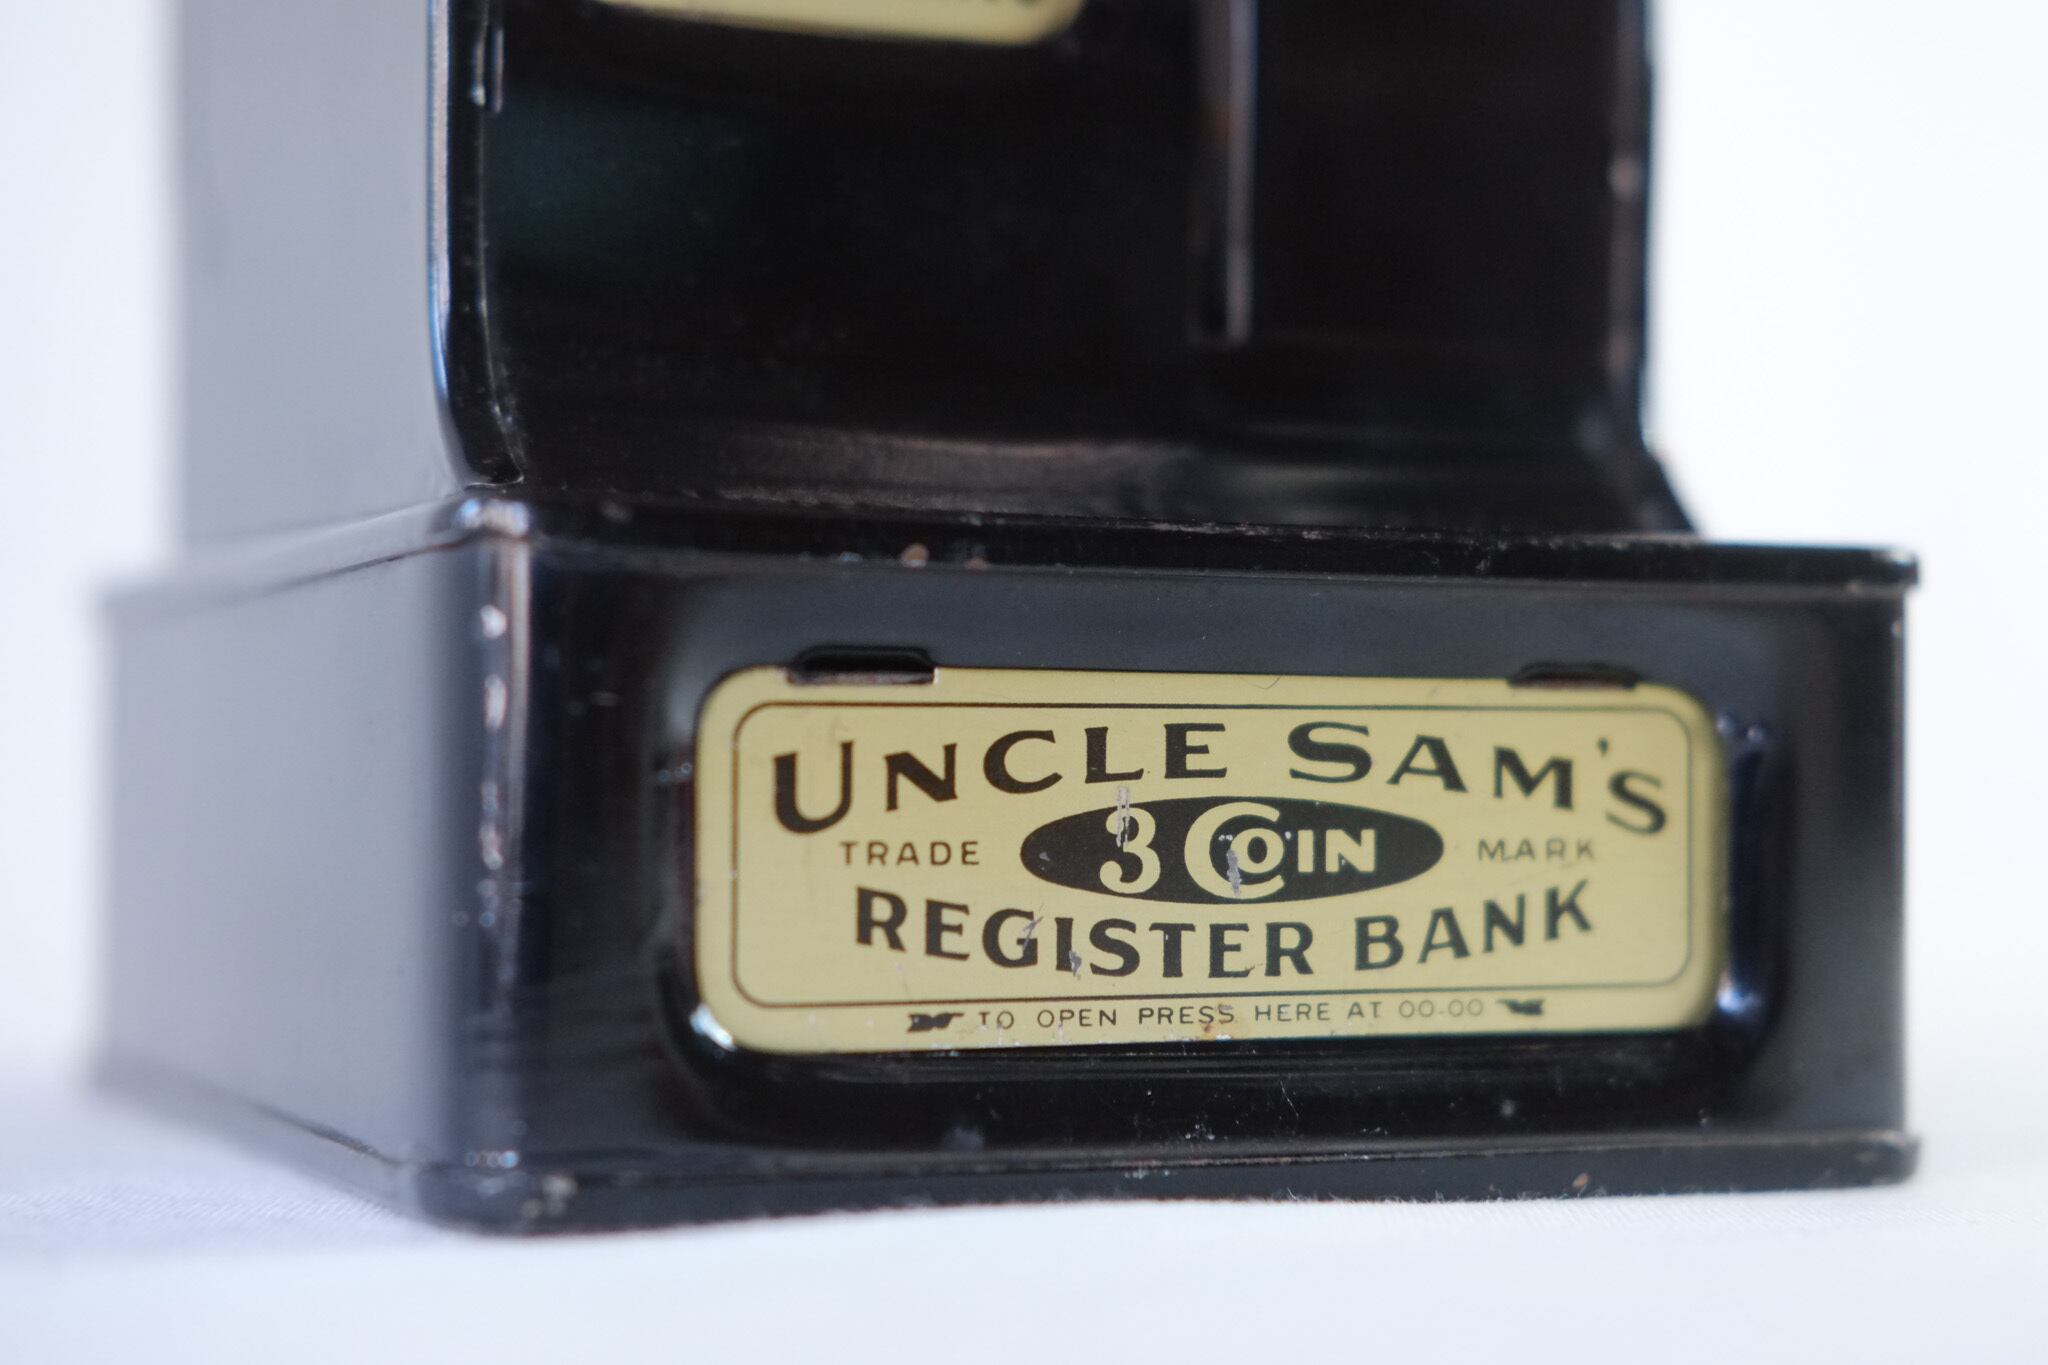 UNCLE SAM'S
TRADE 3 COIN MARK
REGISTER BANK
TO OPEN PRESS HERE AT 00-00